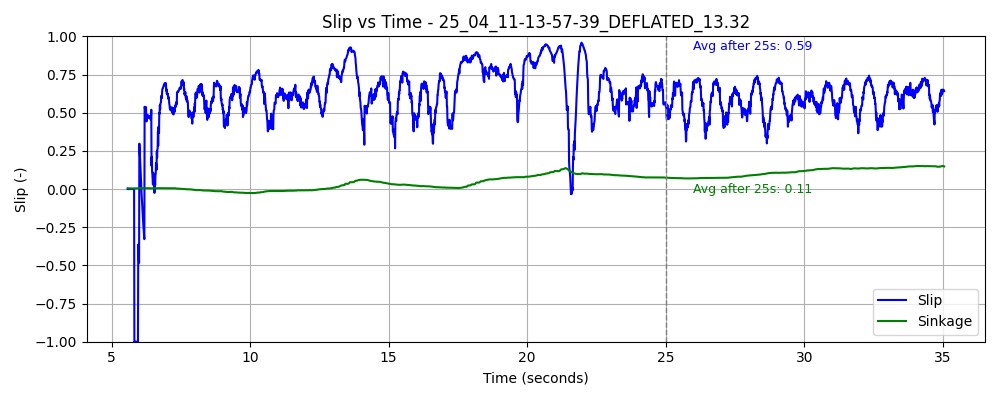 Slip vs Time - 25_04_11-13-57-39_DEFLATED_13.32
Avg after 25s: 0.59
Avg after 25s: 0.11
1.00
0.75
0.50
0.25
0.00
−0.25
−0.50
−0.75
−1.00
Slip (-)
Slip
Sinkage
5
10
15
20
25
30
35
Time (seconds)